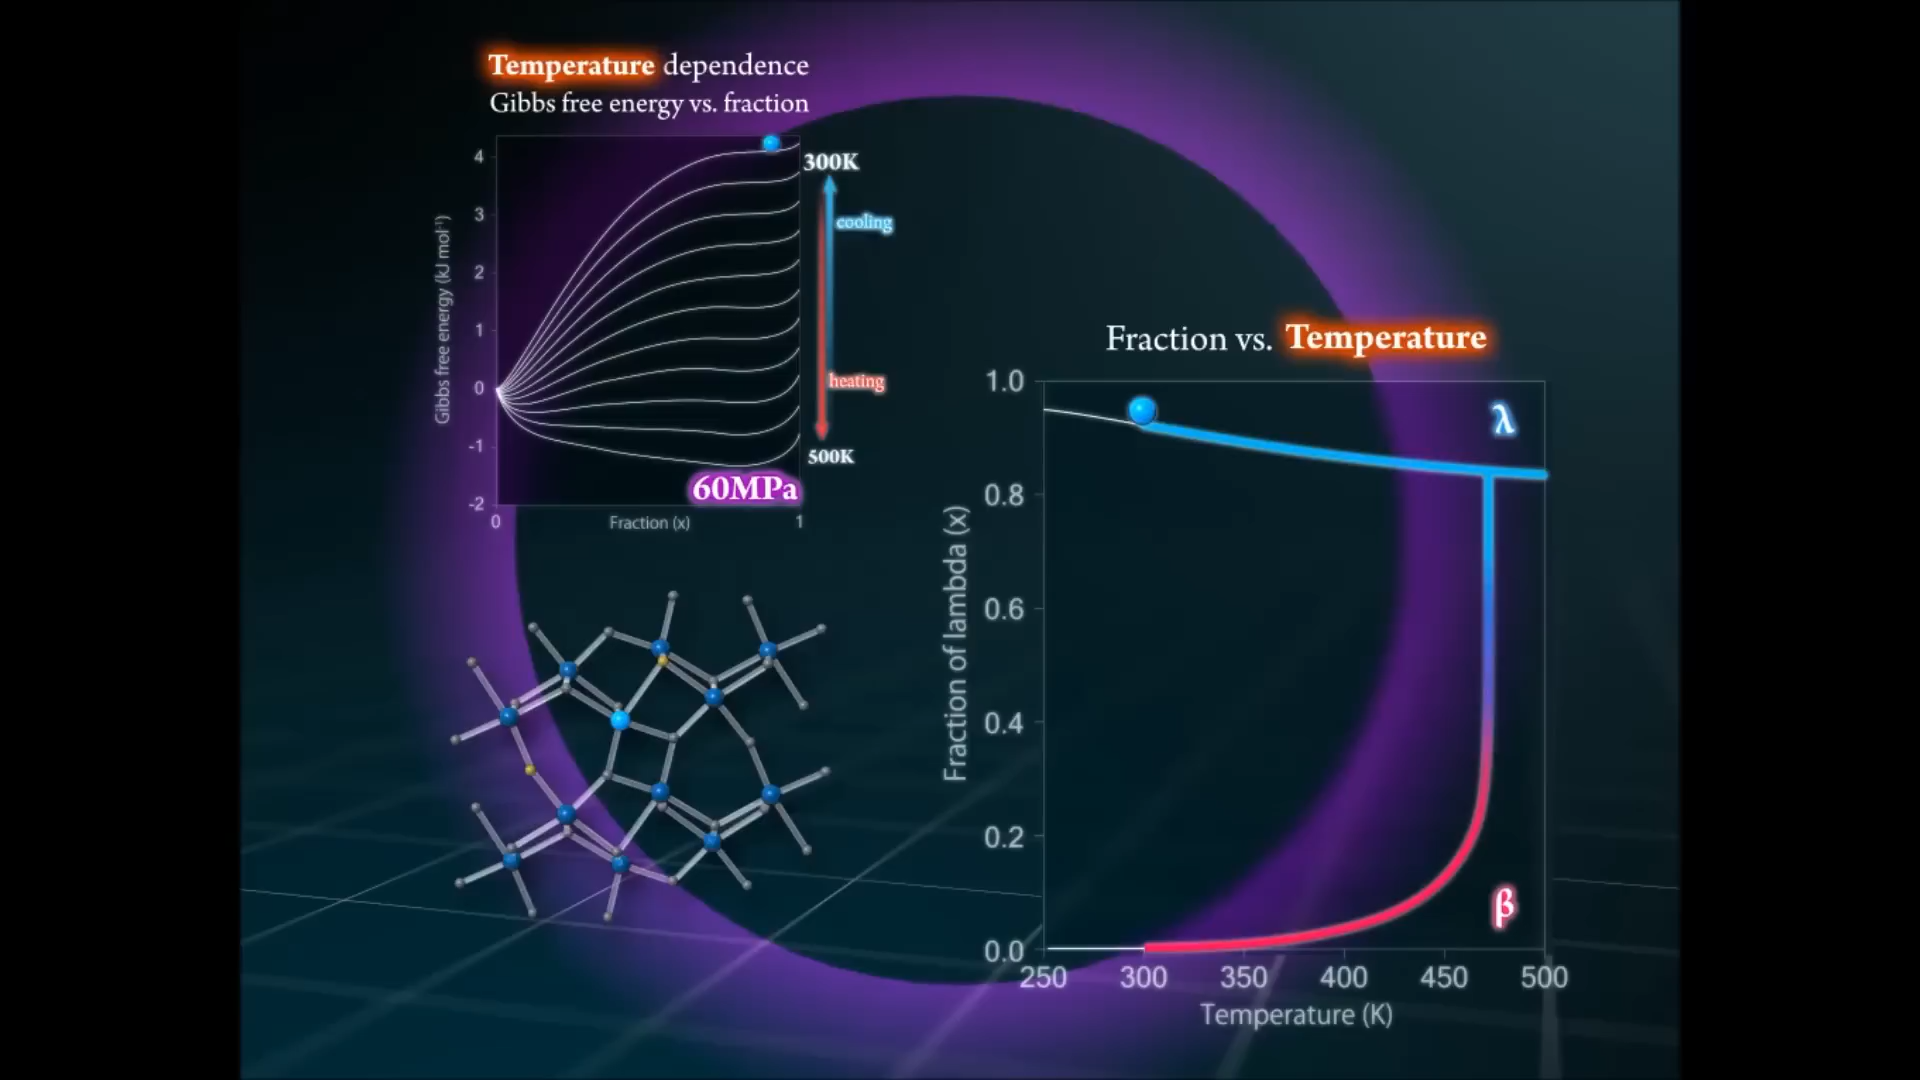 Temperature dependence
Gibbs free energy vs. fraction
4
3
2
1
0
-1
-2
Gibbs free energy (kJ mol⁻¹)
0
Fraction (x)
1
300K
cooling
heating
500K
60MPa
Fraction vs. Temperature
1.0
0.8
0.6
0.4
0.2
0.0
Fraction of lambda (x)
λ
β
250
300
350
400
450
500
Temperature (K)